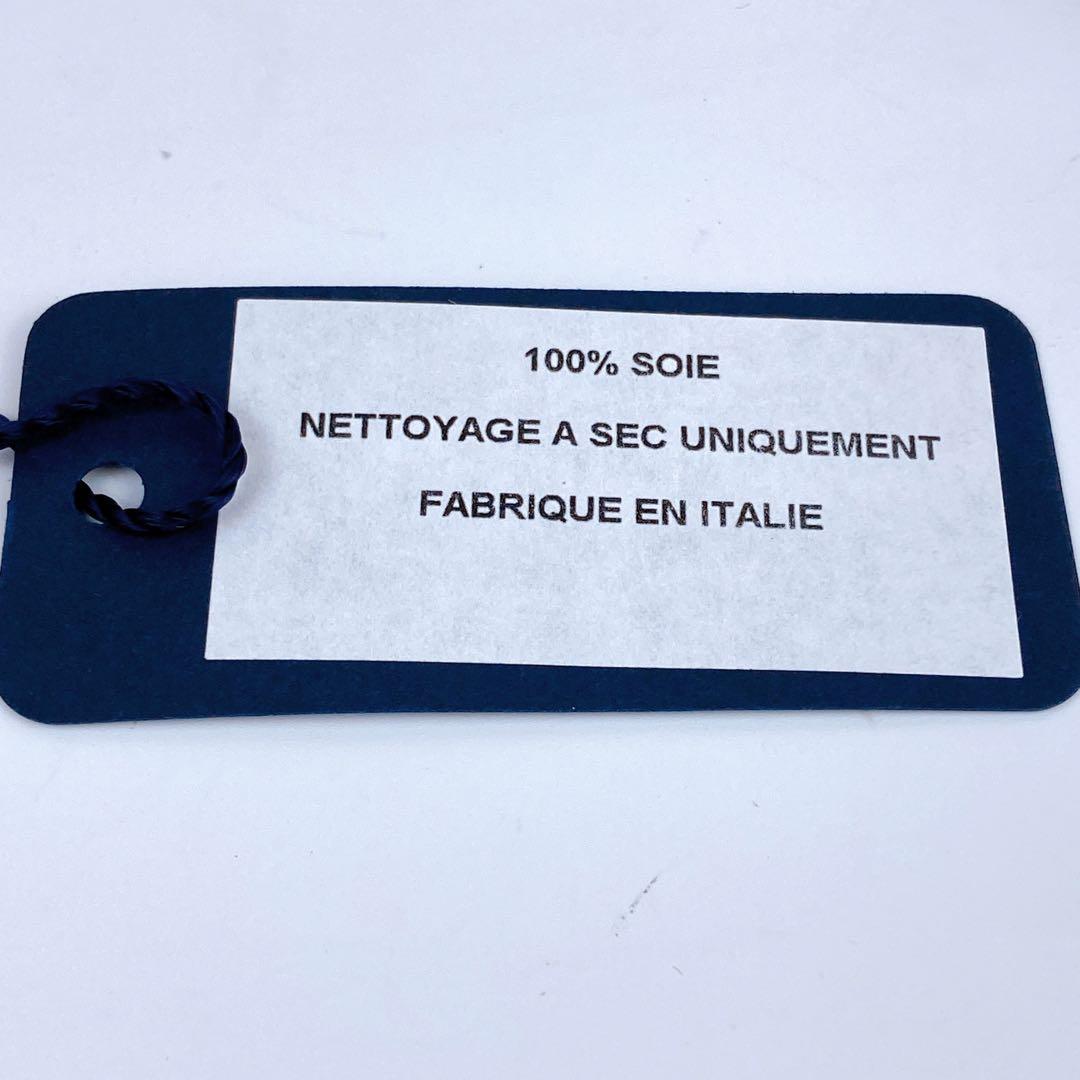 100% SOIE
NETTOYAGE A SEC UNIQUEMENT
FABRIQUE EN ITALIE